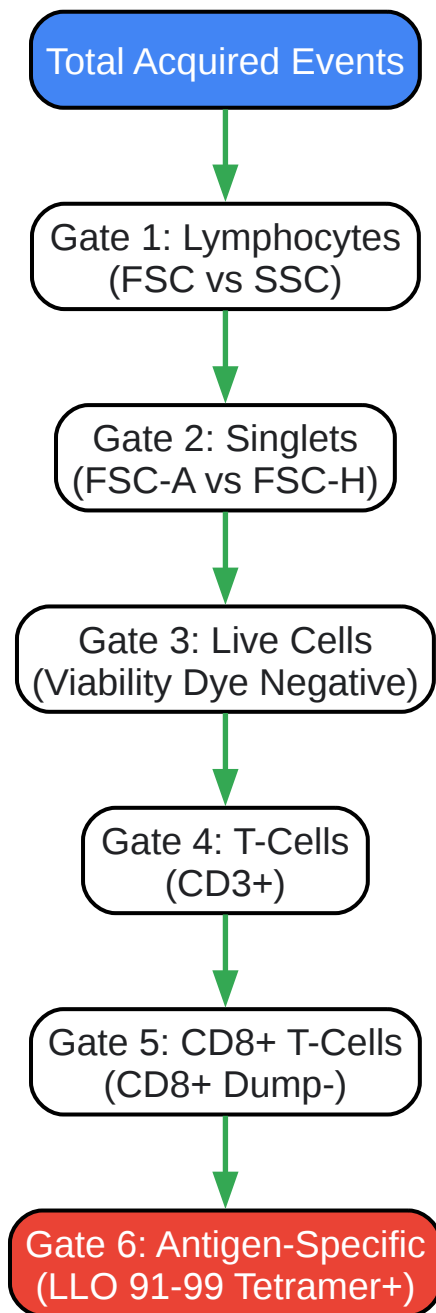 Total Acquired Events
Gate 1: Lymphocytes
(FSC vs SSC)
Gate 2: Singlets
(FSC-A vs FSC-H)
Gate 3: Live Cells
(Viability Dye Negative)
Gate 4: T-Cells
(CD3+)
Gate 5: CD8+ T-Cells
(CD8+ Dump-)
Gate 6: Antigen-Specific
(LLO 91-99 Tetramer+)